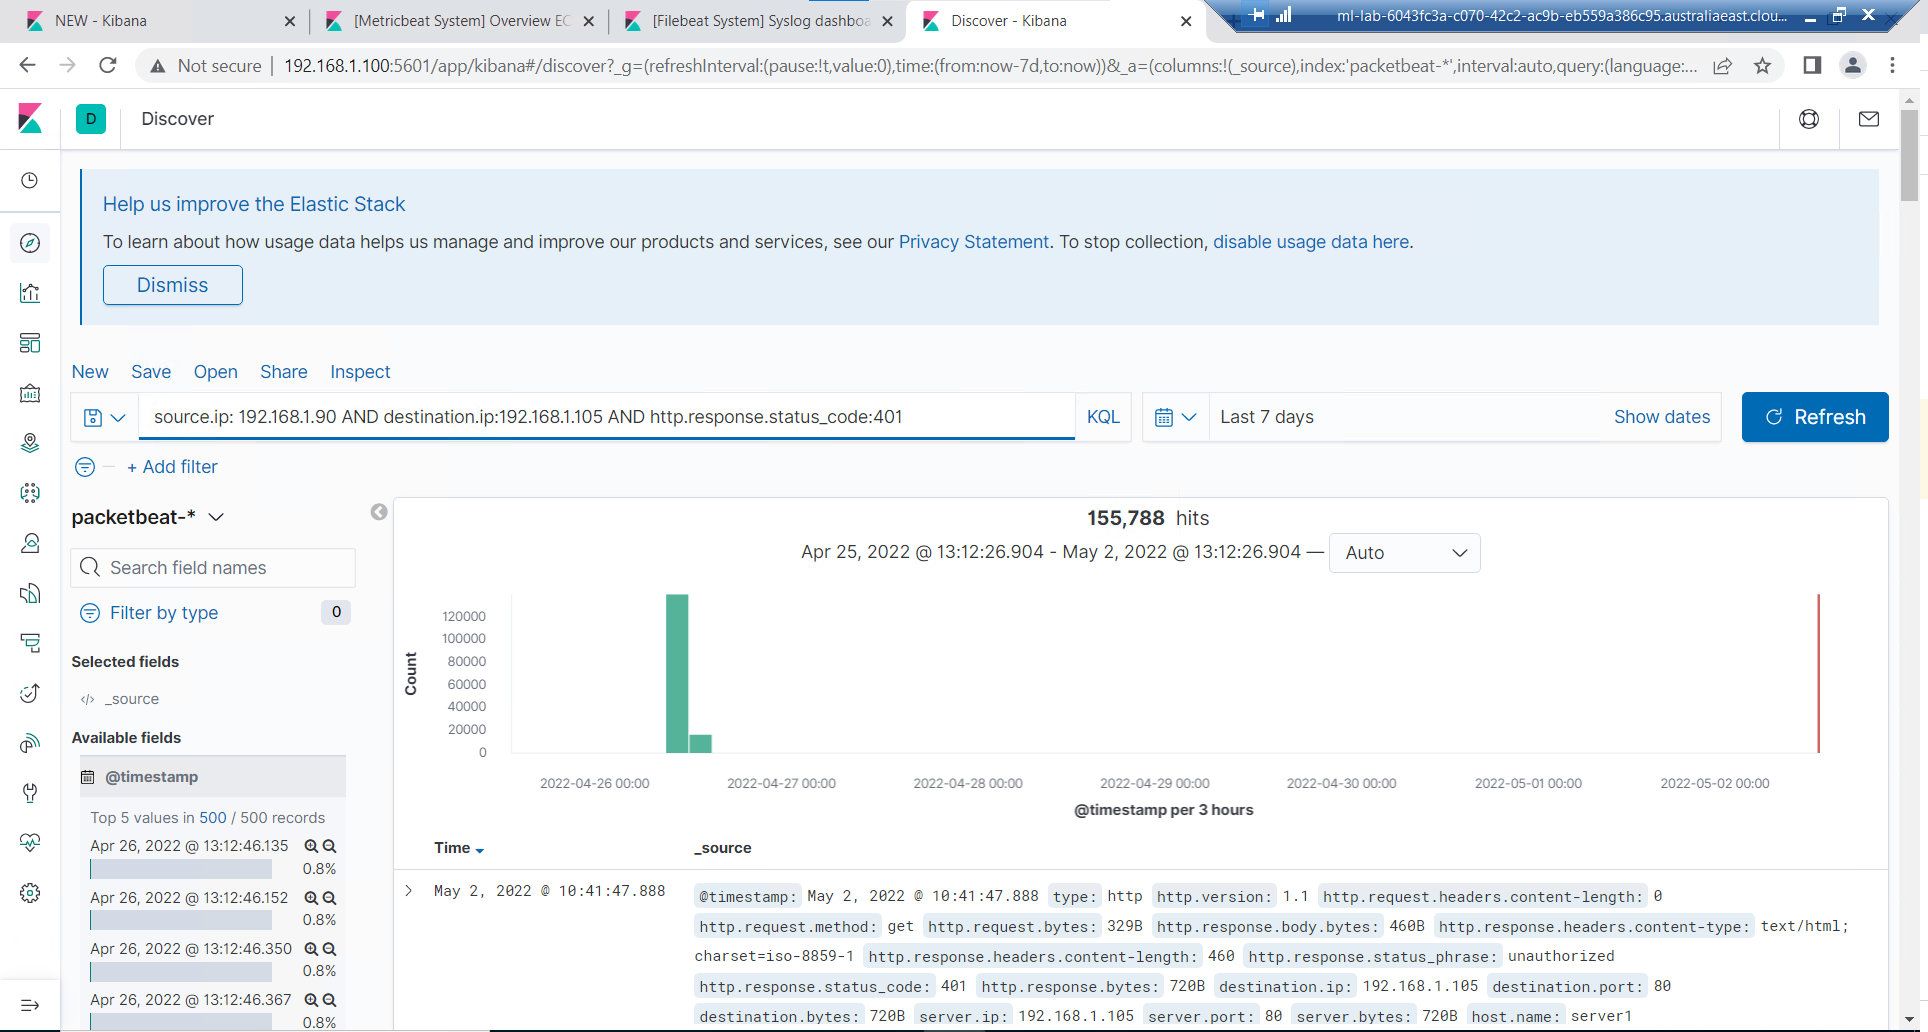 NEW - Kibana
[Metricbeat System] Overview EC
[Filebeat System] Syslog dashboa
Discover - Kibana
ml-lab-6043fc3a-c070-42c2-ac9b-eb559a386c95.australiaeast.clou...
Not secure
192.168.1.100:5601/app/kibana#/discover?_g=(refreshInterval:(pause:!t,value:0),time:(from:now-7d,to:now))&_a=(columns:!(_source),index:'packetbeat-*',interval:auto,query:(language:...
D
Discover
Help us improve the Elastic Stack
To learn about how usage data helps us manage and improve our products and services, see our Privacy Statement. To stop collection, disable usage data here.
Dismiss
New Save Open Share Inspect
source.ip: 192.168.1.90 AND destination.ip:192.168.1.105 AND http.response.status_code:401
KQL
Last 7 days
Show dates
Refresh
+ Add filter
packetbeat-*
Search field names
Filter by type
0
Selected fields
_source
Available fields
@timestamp
Top 5 values in 500 / 500 records
Apr 26, 2022 @ 13:12:46.135
0.8%
Apr 26, 2022 @ 13:12:46.152
0.8%
Apr 26, 2022 @ 13:12:46.350
0.8%
Apr 26, 2022 @ 13:12:46.367
0.8%
155,788 hits
Apr 25, 2022 @ 13:12:26.904 - May 2, 2022 @ 13:12:26.904 —
Auto
Count
120000
100000
80000
60000
40000
20000
0
2022-04-26 00:00
2022-04-27 00:00
2022-04-28 00:00
2022-04-29 00:00
2022-04-30 00:00
2022-05-01 00:00
2022-05-02 00:00
@timestamp per 3 hours
Time
_source
May 2, 2022 @ 10:41:47.888
@timestamp: May 2, 2022 @ 10:41:47.888 type: http http.version: 1.1 http.request.headers.content-length: 0
http.request.method: get http.request.bytes: 329B http.response.body.bytes: 460B http.response.headers.content-type: text/html;
charset=iso-8859-1 http.response.headers.content-length: 460 http.response.status_phrase: unauthorized
http.response.status_code: 401 http.response.bytes: 720B destination.ip: 192.168.1.105 destination.port: 80
destination.bytes: 720B server.ip: 192.168.1.105 server.port: 80 server.bytes: 720B host.name: server1